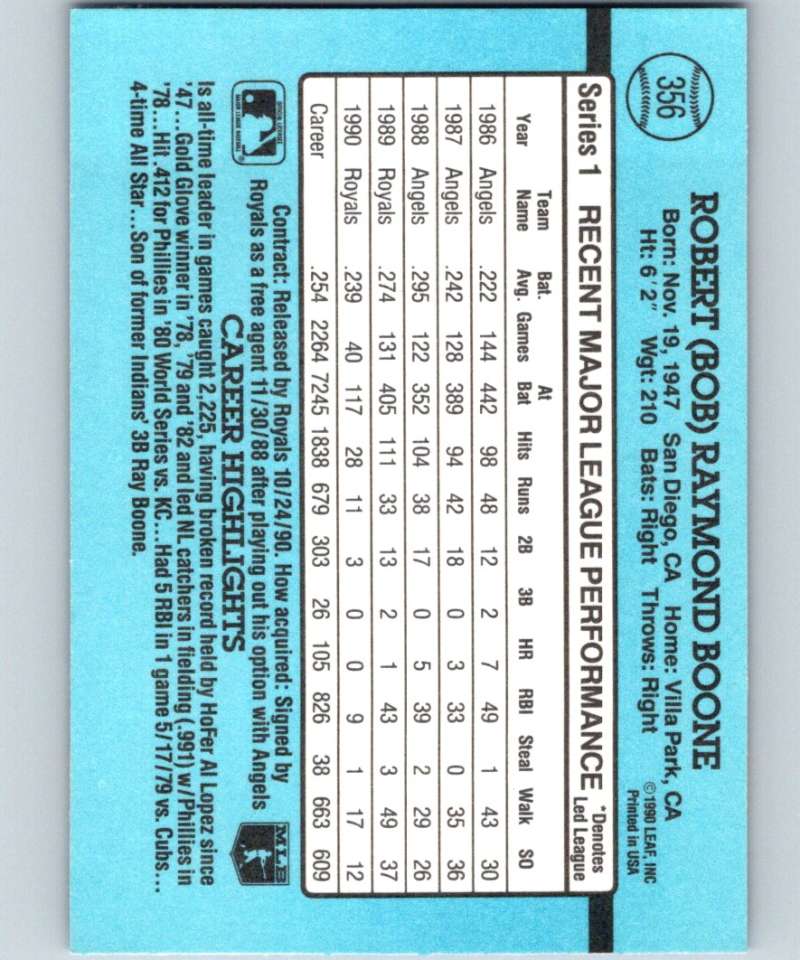 356
ROBERT (BOB) RAYMOND BOONE
Born: Nov. 19, 1947 San Diego, CA Home: Villa Park, CA
Ht: 6'2" Wgt: 210 Bats: Right Throws: Right
©1990 LEAF, INC
Printed in USA
Series 1 RECENT MAJOR LEAGUE PERFORMANCE *Denotes Led League
Year Team Name Bat. Avg. Games At Bat Hits Runs 2B 3B HR RBI Steal Walk SO
1986 Angels .222 144 442 98 48 12 2 7 49 1 43 30
1987 Angels .242 128 389 94 42 18 0 3 33 0 35 36
1988 Angels .295 122 352 104 38 17 0 5 39 2 29 26
1989 Royals .274 131 405 111 33 13 2 1 43 3 49 37
1990 Royals .239 40 117 28 11 3 0 0 9 1 17 12
Career .254 2264 7245 1838 679 303 26 105 826 38 663 609
Contract: Released by Royals 10/24/90. How acquired: Signed by
Royals as a free agent 11/30/88 after playing out his option with Angels
MLB
CAREER HIGHLIGHTS
Is all-time leader in games caught 2,225, having broken record held by HoFer Al Lopez since
'47...Gold Glove winner in '78, '79 and '82 and led NL catchers in fielding (.991) w/Phillies in
'78...Hit .412 for Phillies in '80 World Series vs. KC...Had 5 RBI in 1 game 5/17/79 vs. Cubs...
4-time All Star...Son of former Indians' 3B Ray Boone.